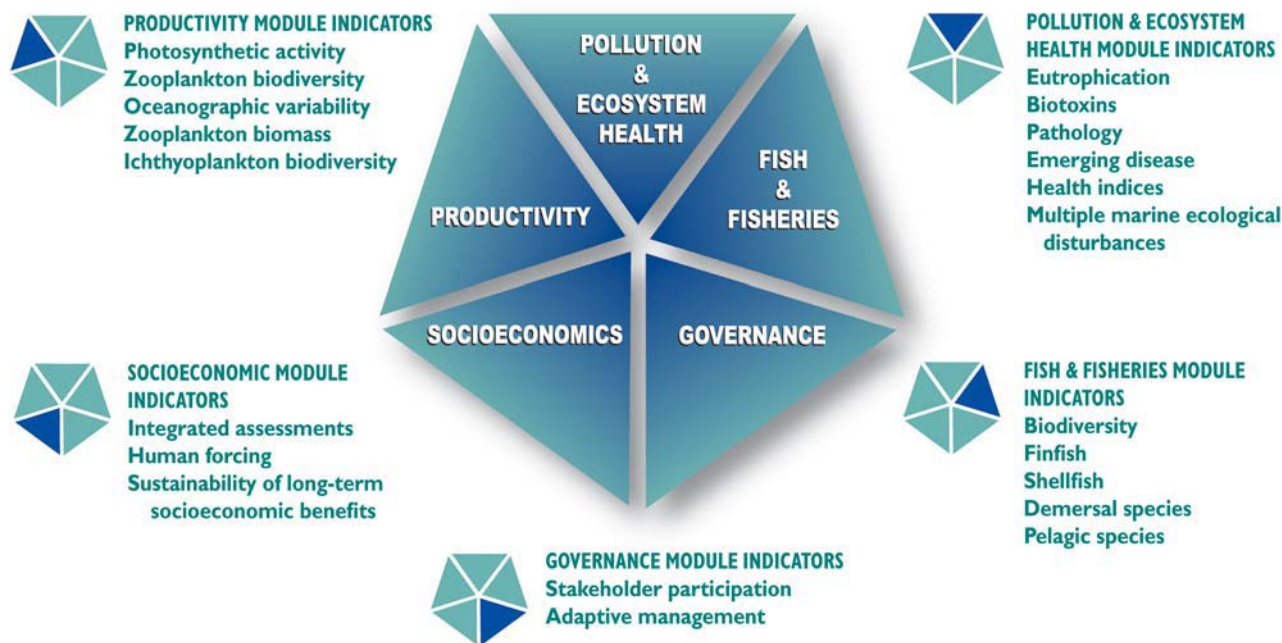 PRODUCTIVITY MODULE INDICATORS
Photosynthetic activity
Zooplankton biodiversity
Oceanographic variability
Zooplankton biomass
Ichthyoplankton biodiversity
POLLUTION
&
ECOSYSTEM
HEALTH
FISH
&
FISHERIES
PRODUCTIVITY
SOCIOECONOMICS
GOVERNANCE
POLLUTION & ECOSYSTEM
HEALTH MODULE INDICATORS
Eutrophication
Biotoxins
Pathology
Emerging disease
Health indices
Multiple marine ecological
disturbances
SOCIOECONOMIC MODULE
INDICATORS
Integrated assessments
Human forcing
Sustainability of long-term
socioeconomic benefits
FISH & FISHERIES MODULE
INDICATORS
Biodiversity
Finfish
Shellfish
Demersal species
Pelagic species
GOVERNANCE MODULE INDICATORS
Stakeholder participation
Adaptive management